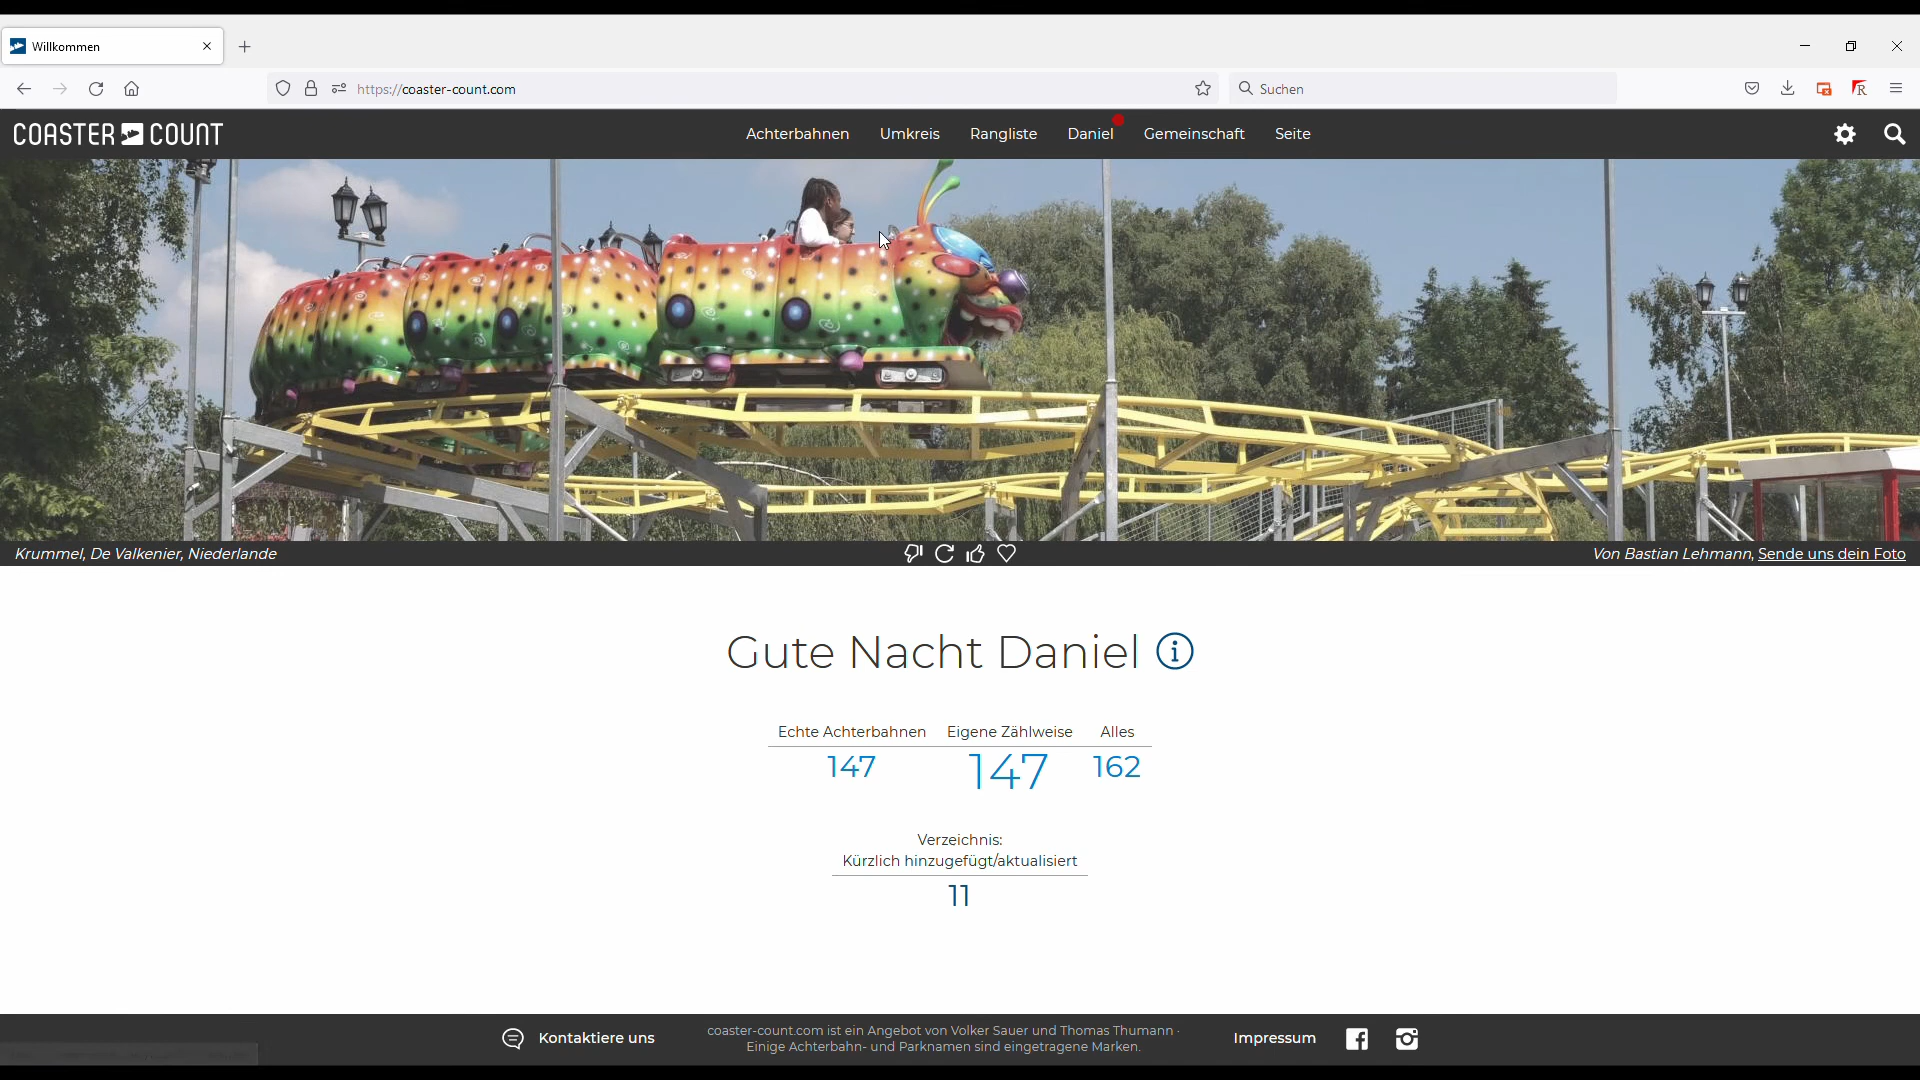 Willkommen
https://coaster-count.com
Suchen
COASTER COUNT
Achterbahnen
Umkreis
Rangliste
Daniel
Gemeinschaft
Seite
Krummel, De Valkenier, Niederlande
Von Bastian Lehmann, Sende uns dein Foto
Gute Nacht Daniel
Echte Achterbahnen Eigene Zählweise Alles
147 147 162
Verzeichnis:
Kürzlich hinzugefügt/aktualisiert
11
Kontaktiere uns
coaster-count.com ist ein Angebot von Volker Sauer und Thomas Thumann ·
Einige Achterbahn- und Parknamen sind eingetragene Marken.
Impressum